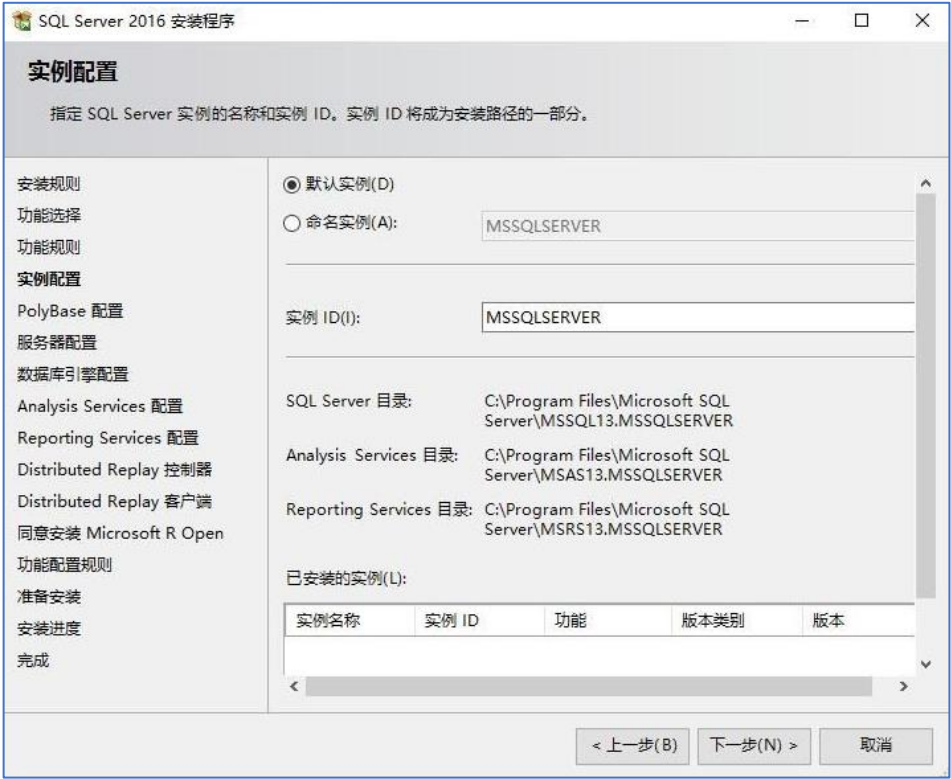 SQL Server 2016 安装程序
实例配置
指定 SQL Server 实例的名称和实例 ID。实例 ID 将成为安装路径的一部分。
安装规则
功能选择
功能规则
实例配置
PolyBase 配置
服务器配置
数据库引擎配置
Analysis Services 配置
Reporting Services 配置
Distributed Replay 控制器
Distributed Replay 客户端
同意安装 Microsoft R Open
功能配置规则
准备安装
安装进度
完成
默认实例(D)
命名实例(A): MSSQLSERVER
实例 ID(I): MSSQLSERVER
SQL Server 目录: C:\Program Files\Microsoft SQL
Server\MSSQL13.MSSQLSERVER
Analysis Services 目录: C:\Program Files\Microsoft SQL
Server\MSAS13.MSSQLSERVER
Reporting Services 目录: C:\Program Files\Microsoft SQL
Server\MSRS13.MSSQLSERVER
已安装的实例(L):
实例名称 实例 ID 功能 版本类别 版本
< 上一步(B) 下一步(N) > 取消